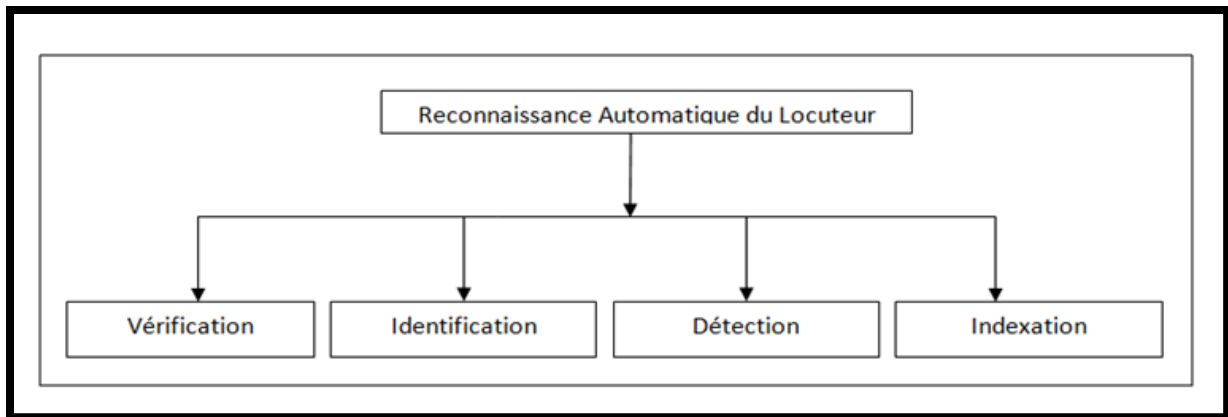 Reconnaissance Automatique du Locuteur
Vérification
Identification
Détection
Indexation